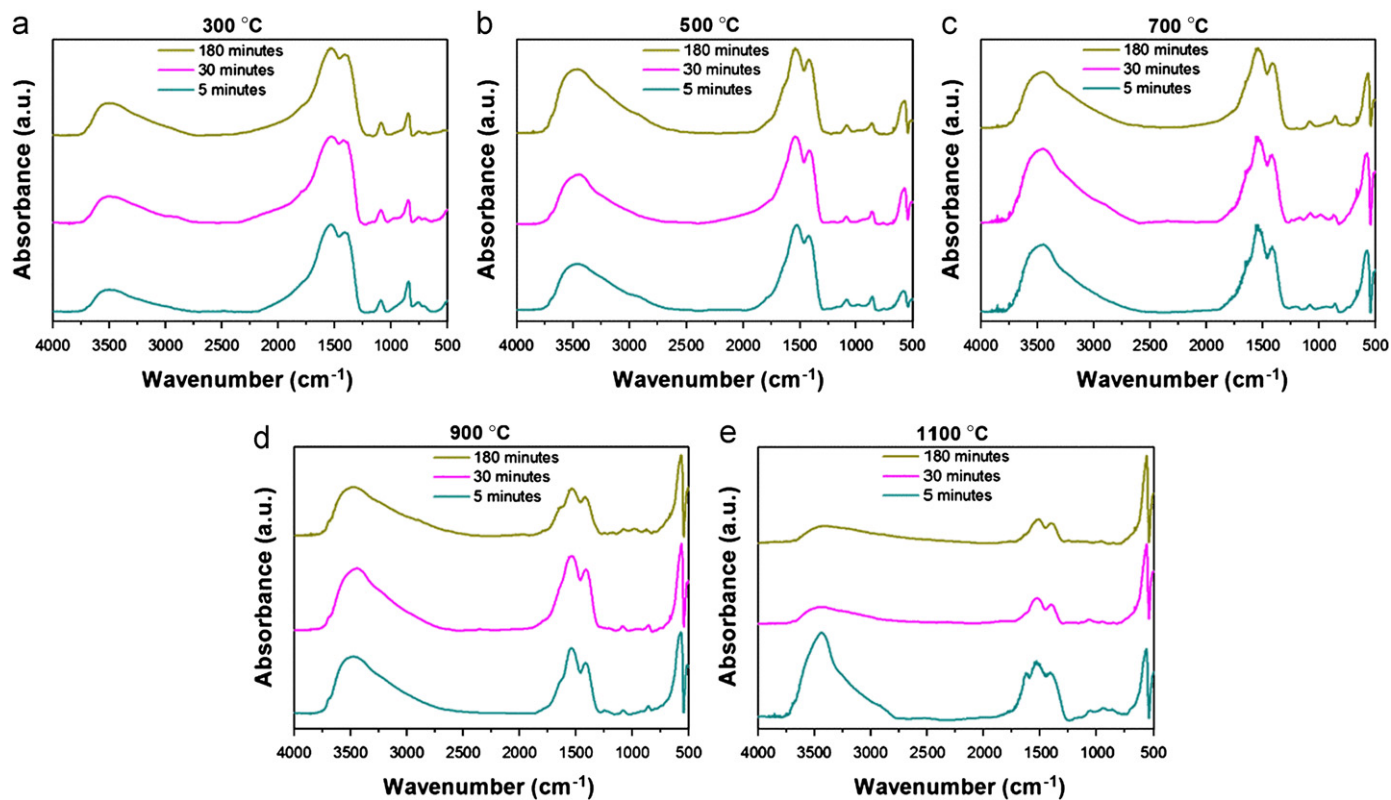 a
300 °C
180 minutes
30 minutes
5 minutes
Absorbance (a.u.)
4000 3500 3000 2500 2000 1500 1000 500
Wavenumber (cm⁻¹)
b
500 °C
180 minutes
30 minutes
5 minutes
Absorbance (a.u.)
4000 3500 3000 2500 2000 1500 1000 500
Wavenumber (cm⁻¹)
c
700 °C
180 minutes
30 minutes
5 minutes
Absorbance (a.u.)
4000 3500 3000 2500 2000 1500 1000 500
Wavenumber (cm⁻¹)
d
900 °C
180 minutes
30 minutes
5 minutes
Absorbance (a.u.)
4000 3500 3000 2500 2000 1500 1000 500
Wavenumber (cm⁻¹)
e
1100 °C
180 minutes
30 minutes
5 minutes
Absorbance (a.u.)
4000 3500 3000 2500 2000 1500 1000 500
Wavenumber (cm⁻¹)